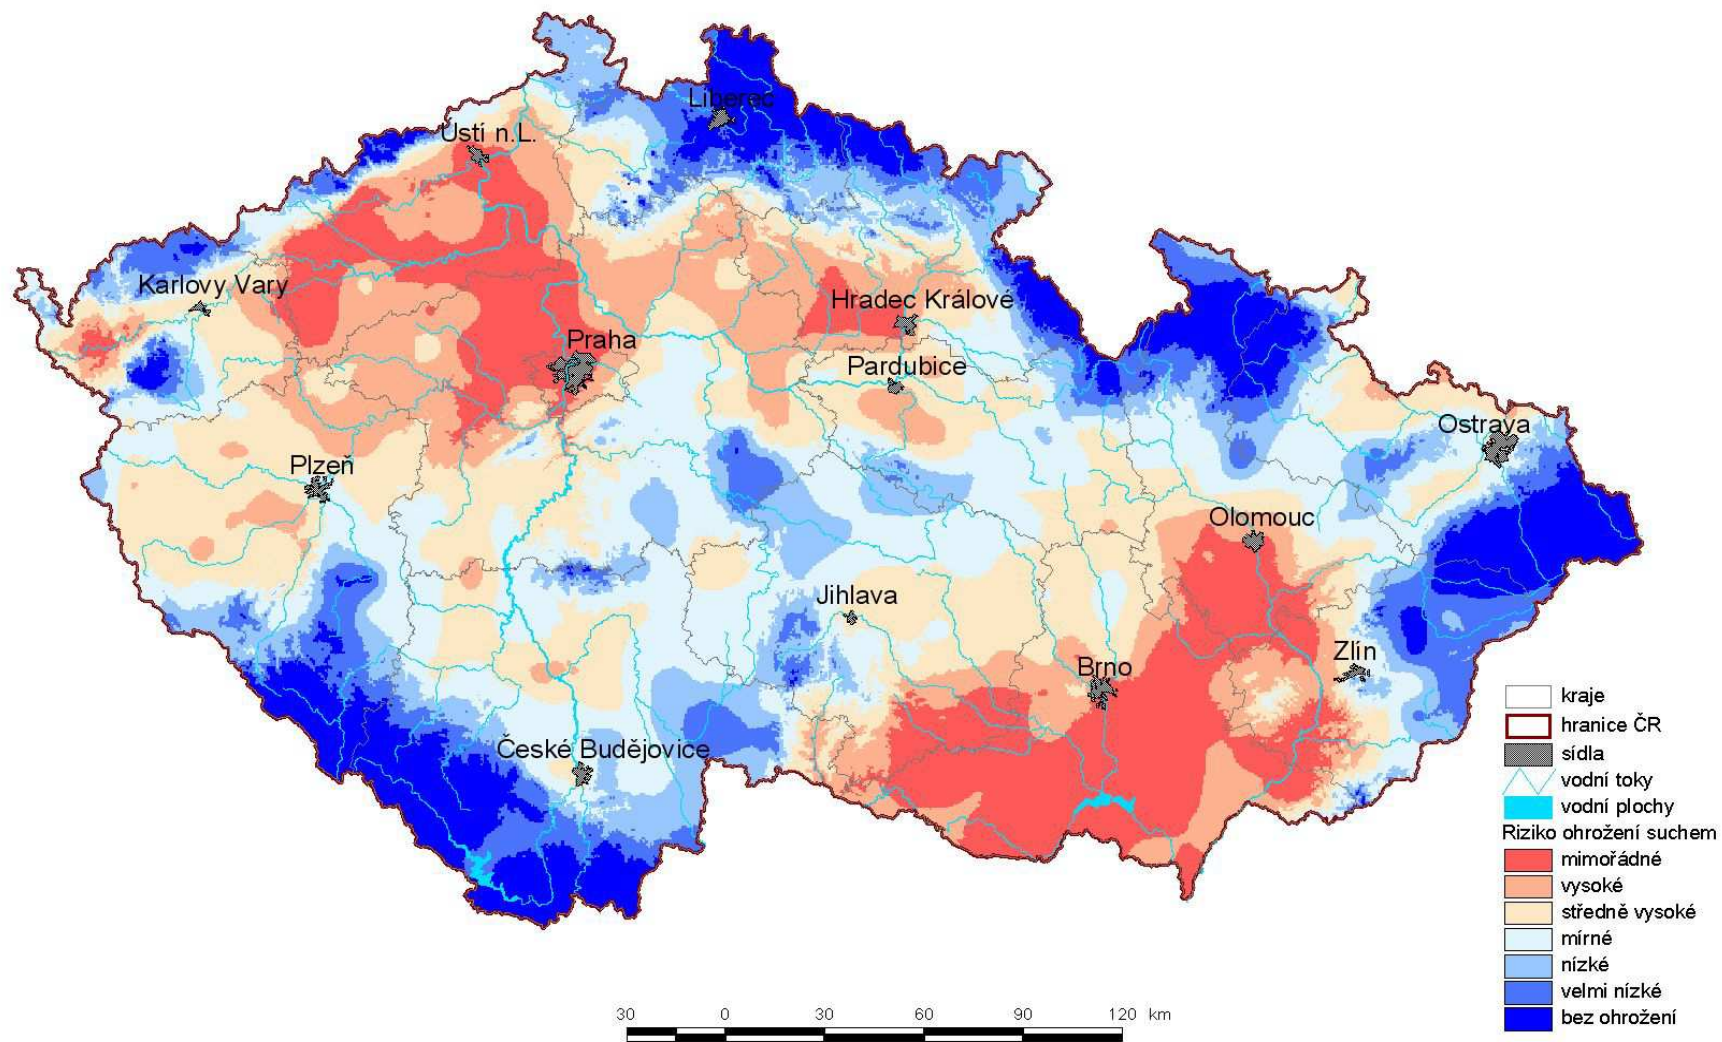 Liberec
Ústí n.L.
Karlovy Vary
Hradec Králové
Praha
Pardubice
Ostrava
Plzeň
Olomouc
Jihlava
Zlín
Brno
České Budějovice
kraje
hranice ČR
sídla
vodní toky
vodní plochy
Riziko ohrožení suchem
mimořádné
vysoké
středně vysoké
mírné
nízké
velmi nízké
bez ohrožení
30 0 30 60 90 120 km